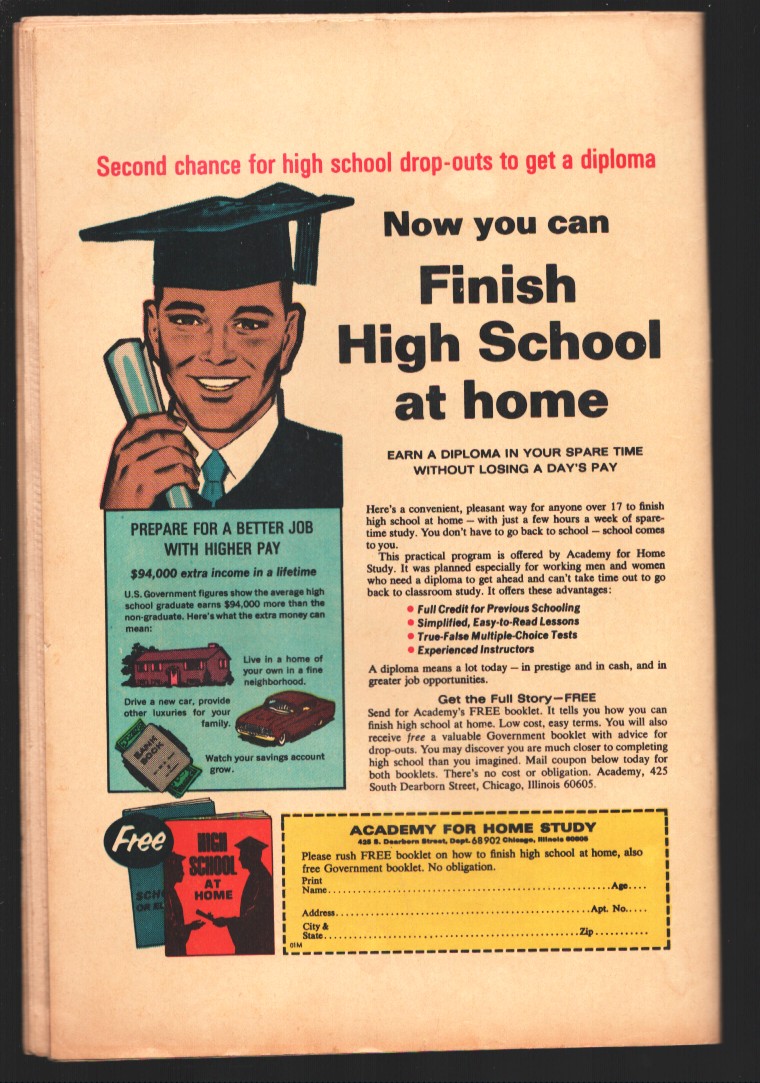 Second chance for high school drop-outs to get a diploma
Now you can
Finish
High School
at home
EARN A DIPLOMA IN YOUR SPARE TIME
WITHOUT LOSING A DAY'S PAY
PREPARE FOR A BETTER JOB
WITH HIGHER PAY
$94,000 extra income in a lifetime
U.S. Government figures show the average high
school graduate earns $94,000 more than the
non-graduate. Here's what the extra money can
mean:
Live in a home of
your own in a fine
neighborhood.
Drive a new car, provide
other luxuries for your
family.
BANK
BOOK
Watch your savings account
grow.
Here's a convenient, pleasant way for anyone over 17 to finish
high school at home — with just a few hours a week of spare-
time study. You don't have to go back to school — school comes
to you.
This practical program is offered by Academy for Home
Study. It was planned especially for working men and women
who need a diploma to get ahead and can't take time out to go
back to classroom study. It offers these advantages:
• Full Credit for Previous Schooling
• Simplified, Easy-to-Read Lessons
• True-False Multiple-Choice Tests
• Experienced Instructors
A diploma means a lot today — in prestige and in cash, and in
greater job opportunities.
Get the Full Story—FREE
Send for Academy's FREE booklet. It tells you how you can
finish high school at home. Low cost, easy terms. You will also
receive free a valuable Government booklet with advice for
drop-outs. You may discover you are much closer to completing
high school than you imagined. Mail coupon below today for
both booklets. There's no cost or obligation. Academy, 425
South Dearborn Street, Chicago, Illinois 60605.
Free
HIGH
SCHOOL
AT
HOME
SCHO
OR EL
ACADEMY FOR HOME STUDY
425 S. Dearborn Street, Dept. 68902 Chicago, Illinois 60605
Please rush FREE booklet on how to finish high school at home, also
free Government booklet. No obligation.
Print
Name.......Age....
Address.......Apt. No.....
City &
State.......Zip...........
01M